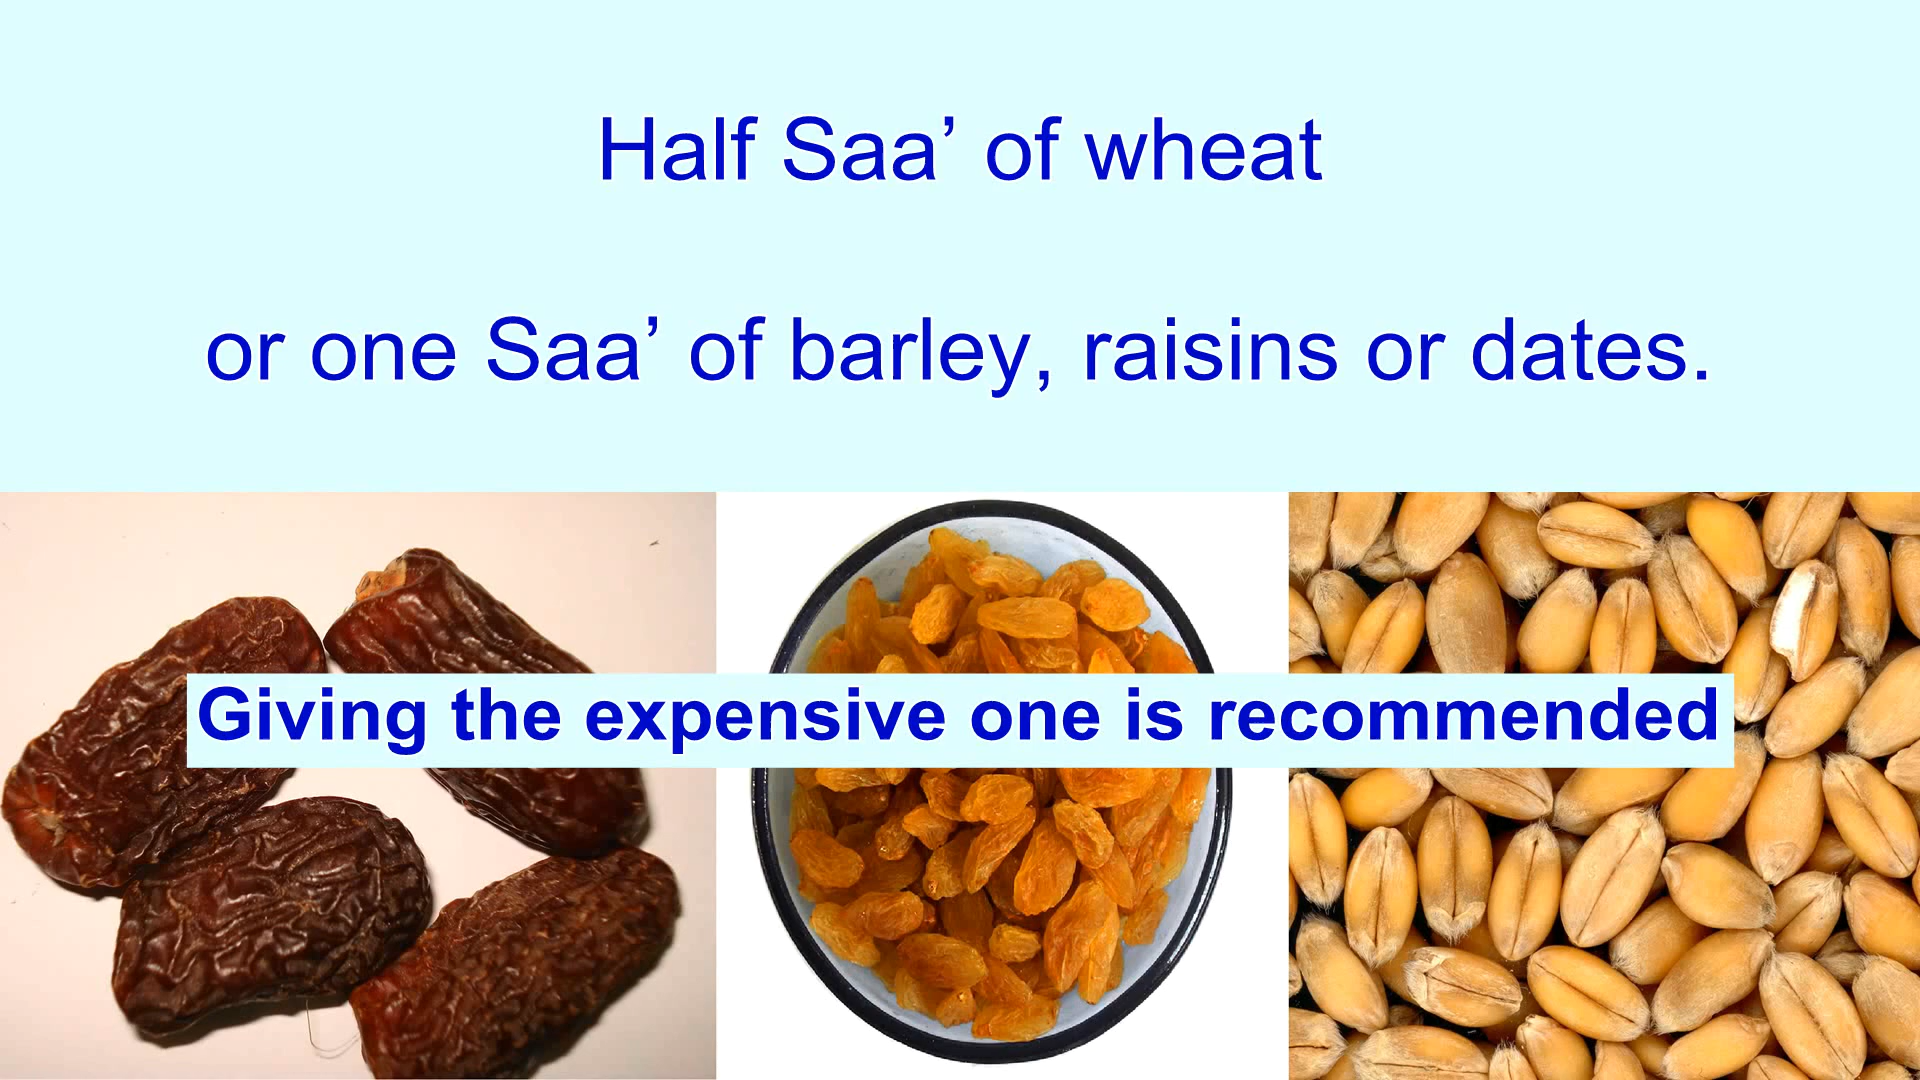 Half Saa’ of wheat
or one Saa’ of barley, raisins or dates.
Giving the expensive one is recommended